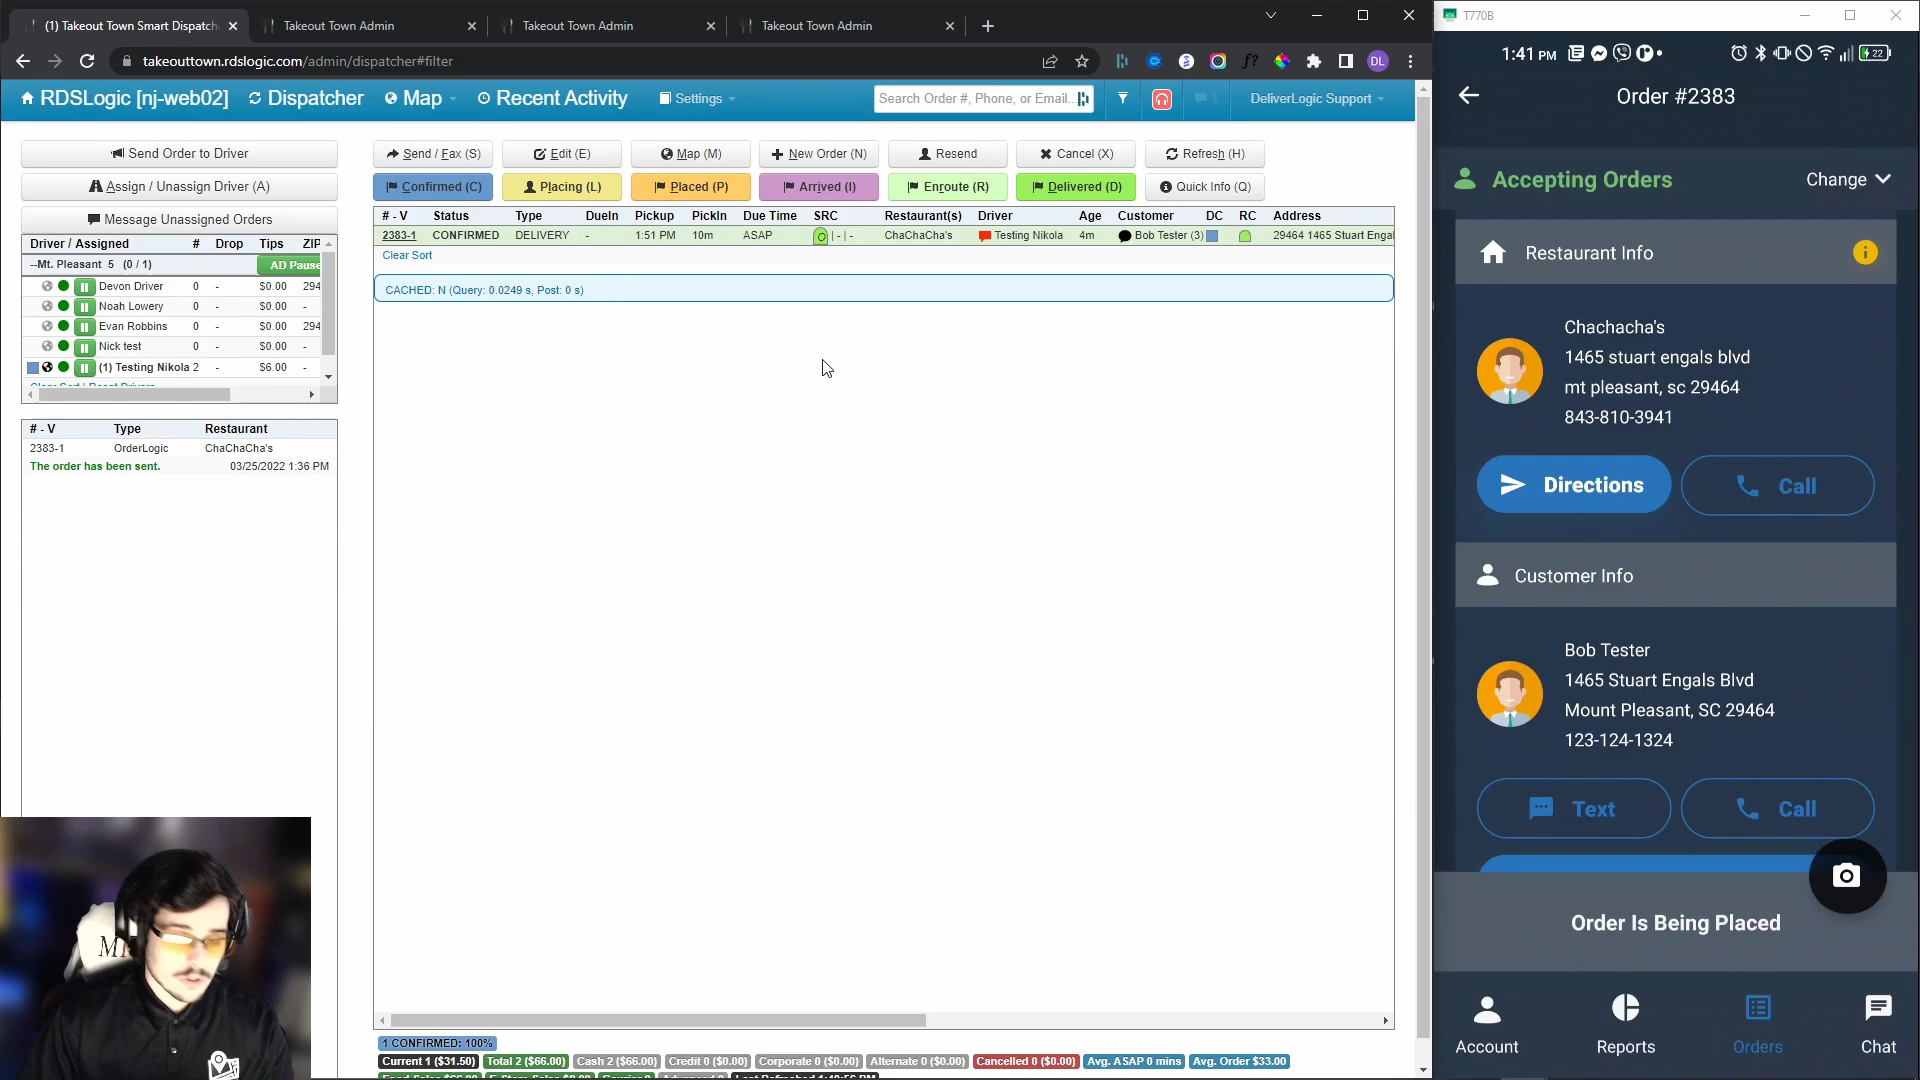 (1) Takeout Town Smart Dispatch
Takeout Town Admin
Takeout Town Admin
Takeout Town Admin
T770B
takeouttown.rdslogic.com/admin/dispatcher#filter
DL
RDSLogic [nj-web02]
Dispatcher
Map
Recent Activity
Settings
Search Order #, Phone, or Email...
DeliverLogic Support
Send Order to Driver
Assign / Unassign Driver (A)
Message Unassigned Orders
Driver / Assigned # Drop Tips ZIP
--Mt. Pleasant 5 (0 / 1) AD Pause
Devon Driver 0 - $0.00 294
Noah Lowery 0 - $0.00 -
Evan Robbins 0 - $0.00 294
Nick test 0 - $0.00 -
(1) Testing Nikola 2 - $6.00 -
Clear Sort | Reset Drivers
# - V Type Restaurant
2383-1 OrderLogic ChaChaCha's
The order has been sent. 03/25/2022 1:36 PM
Send / Fax (S)
Edit (E)
Map (M)
New Order (N)
Resend
Cancel (X)
Refresh (H)
Confirmed (C)
Placing (L)
Placed (P)
Arrived (I)
Enroute (R)
Delivered (D)
Quick Info (Q)
# - V Status Type DueIn Pickup PickIn Due Time SRC Restaurant(s) Driver Age Customer DC RC Address
2383-1 CONFIRMED DELIVERY - 1:51 PM 10m ASAP O | - | - ChaChaCha's Testing Nikola 4m Bob Tester (3) 29464 1465 Stuart Engal
Clear Sort
CACHED: N (Query: 0.0249 s, Post: 0 s)
1 CONFIRMED: 100%
Current 1 ($31.50) Total 2 ($66.00) Cash 2 ($66.00) Credit 0 ($0.00) Corporate 0 ($0.00) Alternate 0 ($0.00) Cancelled 0 ($0.00) Avg. ASAP 0 mins Avg. Order $33.00
1:41 PM
22
Order #2383
Accepting Orders
Change
Restaurant Info
Chachacha's
1465 stuart engals blvd
mt pleasant, sc 29464
843-810-3941
Directions
Call
Customer Info
Bob Tester
1465 Stuart Engals Blvd
Mount Pleasant, SC 29464
123-124-1324
Text
Call
Order Is Being Placed
Account
Reports
Orders
Chat